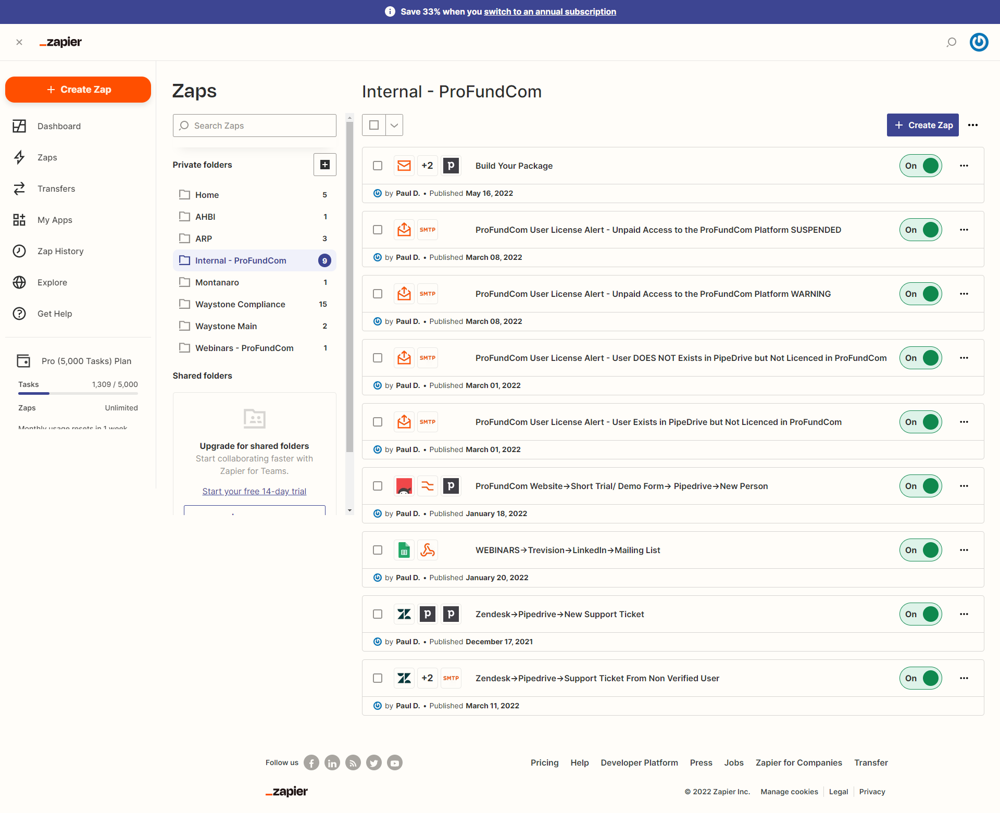 Save 33% when you switch to an annual subscription
zapier
Create Zap
Dashboard
Zaps
Transfers
My Apps
Zap History
Explore
Get Help
Pro (5,000 Tasks) Plan
Tasks 1,309 / 5,000
Zaps Unlimited
Monthly usage resets in 1 week
Zaps
Search Zaps
Private folders
Home 5
AHBI 1
ARP 3
Internal - ProFundCom 9
Montanaro 1
Waystone Compliance 15
Waystone Main 2
Webinars - ProFundCom 1
Shared folders
Upgrade for shared folders
Start collaborating faster with
Zapier for Teams.
Start your free 14-day trial
Internal - ProFundCom
Create Zap
+2 p Build Your Package On
by Paul D. • Published May 16, 2022
SMTP ProFundCom User License Alert - Unpaid Access to the ProFundCom Platform SUSPENDED On
by Paul D. • Published March 08, 2022
SMTP ProFundCom User License Alert - Unpaid Access to the ProFundCom Platform WARNING On
by Paul D. • Published March 08, 2022
SMTP ProFundCom User License Alert - User DOES NOT Exists in PipeDrive but Not Licenced in ProFundCom On
by Paul D. • Published March 01, 2022
SMTP ProFundCom User License Alert - User Exists in PipeDrive but Not Licenced in ProFundCom On
by Paul D. • Published March 01, 2022
p ProFundCom Website→Short Trial/ Demo Form→ Pipedrive→New Person On
by Paul D. • Published January 18, 2022
WEBINARS→Trevision→LinkedIn→Mailing List On
by Paul D. • Published January 20, 2022
p p Zendesk→Pipedrive→New Support Ticket On
by Paul D. • Published December 17, 2021
+2 SMTP Zendesk→Pipedrive→Support Ticket From Non Verified User On
by Paul D. • Published March 11, 2022
Follow us
Pricing Help Developer Platform Press Jobs Zapier for Companies Transfer
zapier
© 2022 Zapier Inc. Manage cookies Legal Privacy